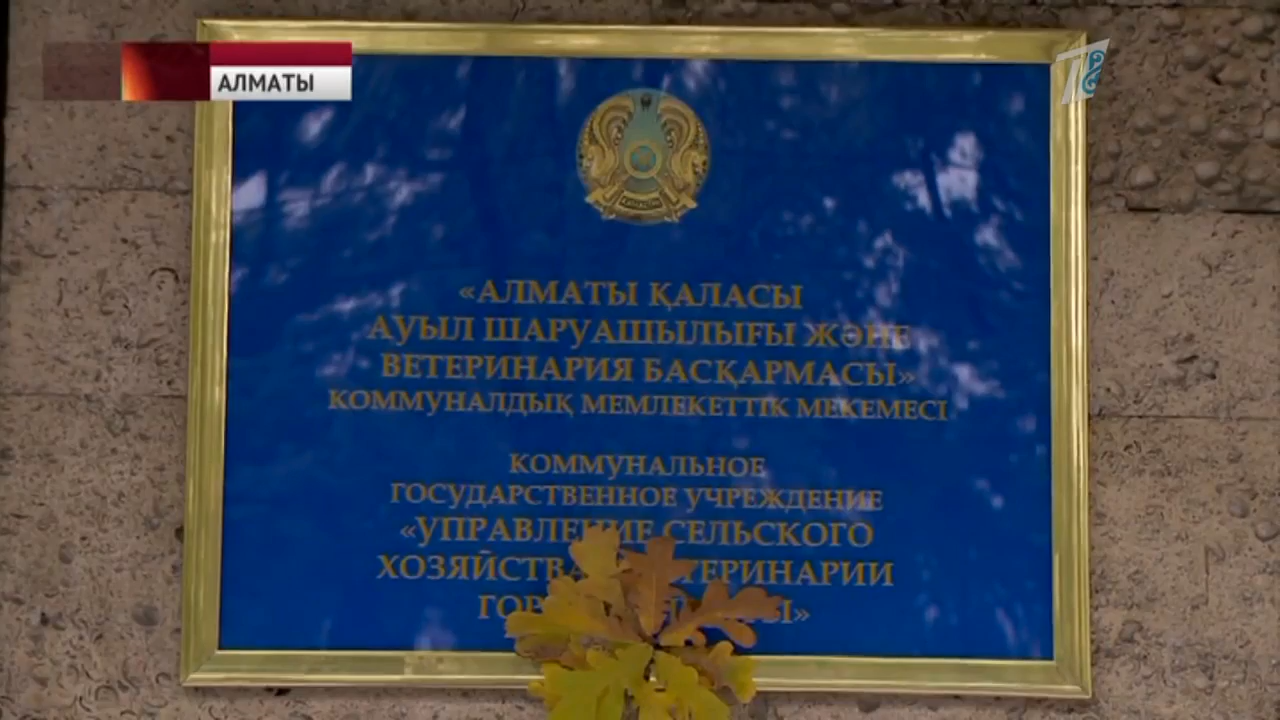 АЛМАТЫ
«АЛМАТЫ ҚАЛАСЫ
АУЫЛ ШАРУАШЫЛЫҒЫ ЖӘНЕ
ВЕТЕРИНАРИЯ БАСҚАРМАСЫ»
КОММУНАЛДЫҚ МЕМЛЕКЕТТІК МЕКЕМЕСІ
КОММУНАЛЬНОЕ
ГОСУДАРСТВЕННОЕ УЧРЕЖДЕНИЕ
«УПРАВЛЕНИЕ СЕЛЬСКОГО
ХОЗЯЙСТВА